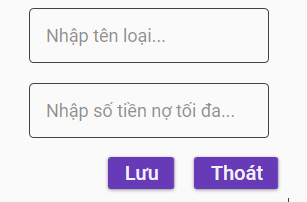 Nhập tên loại...
Nhập số tiền nợ tối đa...
Lưu Thoát